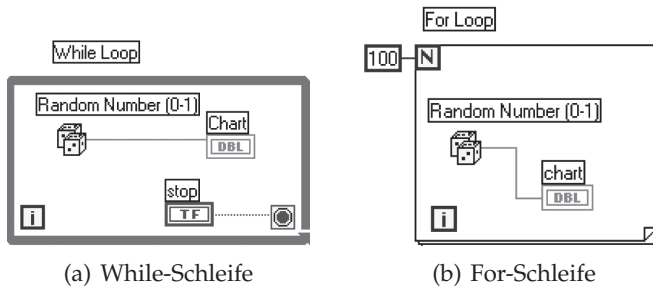 While Loop
Random Number (0-1)
Chart
DBL
stop
TF
i
For Loop
100 N
Random Number (0-1)
chart
DBL
i
(a) While-Schleife
(b) For-Schleife